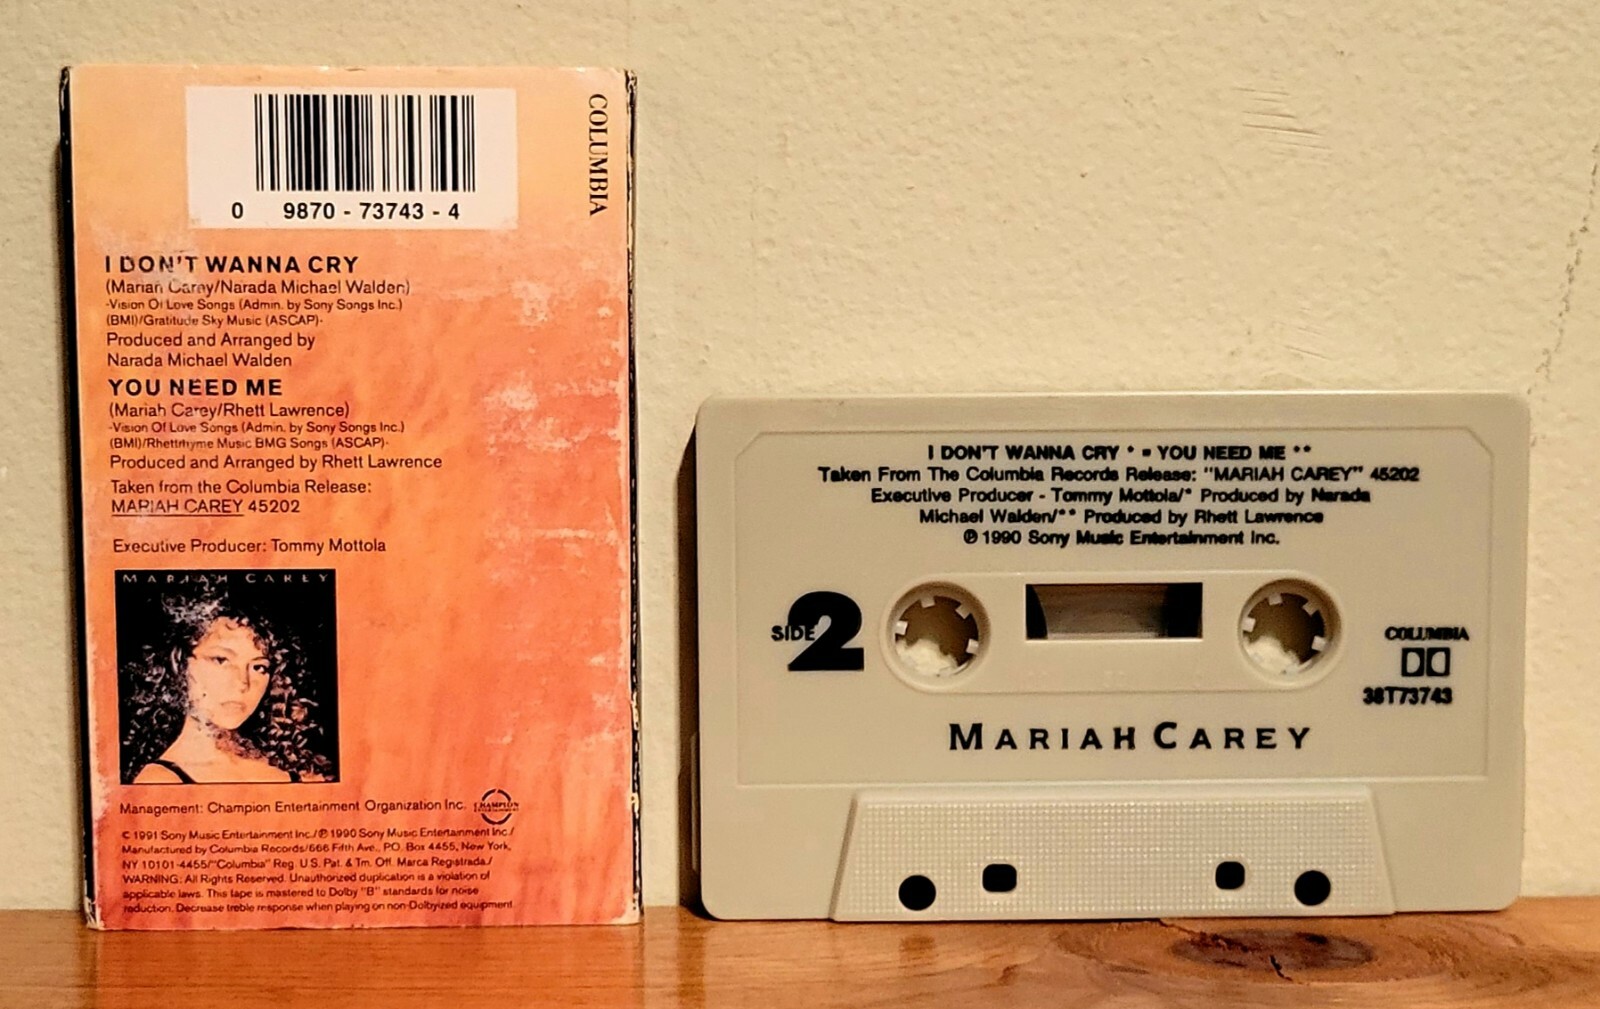 COLUMBIA
0 9870 - 73743 - 4
I DON'T WANNA CRY
(Mariah Carey/Narada Michael Walden)
-Vision Of Love Songs (Admin. by Sony Songs Inc.)
(BMI)/Gratitude Sky Music (ASCAP)-
Produced and Arranged by
Narada Michael Walden
YOU NEED ME
(Mariah Carey/Rhett Lawrence)
-Vision Of Love Songs (Admin. by Sony Songs Inc.)
(BMI)/Rhettrhyme Music BMG Songs (ASCAP)-
Produced and Arranged by Rhett Lawrence
Taken from the Columbia Release:
MARIAH CAREY 45202
Executive Producer: Tommy Mottola
MARIAH CAREY
Management: Champion Entertainment Organization Inc.
CHAMPION
ENTERTAINMENT
© 1991 Sony Music Entertainment Inc./℗ 1990 Sony Music Entertainment Inc./
Manufactured by Columbia Records/666 Fifth Ave., P.O. Box 4455, New York,
NY 10101-4455/"Columbia" Reg. U.S. Pat. & Tm. Off. Marca Registrada./
WARNING: All Rights Reserved. Unauthorized duplication is a violation of
applicable laws. This tape is mastered to Dolby "B" standards for noise
reduction. Decrease treble response when playing on non-Dolbyized equipment.
I DON'T WANNA CRY * ▪ YOU NEED ME **
Taken From The Columbia Records Release: "MARIAH CAREY" 45202
Executive Producer - Tommy Mottola/* Produced by Narada
Michael Walden/** Produced by Rhett Lawrence
℗ 1990 Sony Music Entertainment Inc.
SIDE 2
COLUMBIA
38T73743
MARIAH CAREY